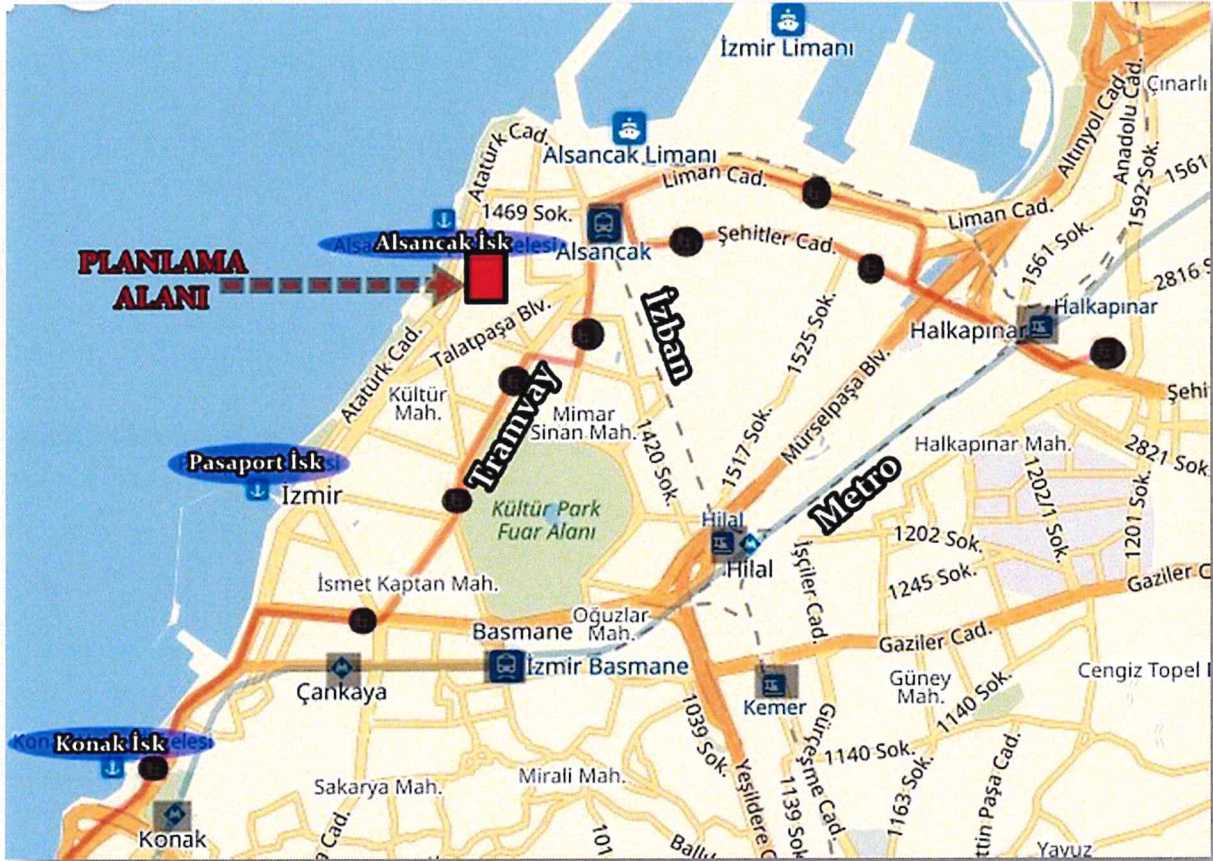 İzmir Limanı
Çınarlı
Altınyol Cad.
Anadolu Cad.
1592 Sok.
1561
Atatürk Cad.
Alsancak Limanı
Liman Cad.
Liman Cad.
1469 Sok.
Alsancak İsk
Alsancak
Şehitler Cad.
1561 Sok.
2816 S
PLANLAMA
ALANI
İzban
Halkapınar
Halkapınar
Talatpaşa Blv.
1525 Sok.
Mürselpaşa Blv.
Atatürk Cad.
Kültür
Mah.
Tramvay
Mimar
Sinan Mah.
Şehit
1420 Sok.
1517 Sok.
Halkapınar Mah.
2821 Sok.
Pasaport İsk
İzmir
Metro
Kültür Park
Fuar Alanı
1202/1 Sok.
1201 Sok.
Hilal
Hilal
1202 Sok.
İşçiler Cad.
1245 Sok.
Gaziler C
İsmet Kaptan Mah.
Oğuzlar
Mah.
Basmane
İzmir Basmane
Gaziler Cad.
Çankaya
Güney
Mah.
Cengiz Topel
Kemer
1140 Sok.
1039 Sok.
Gürçeşme Cad.
Konak İsk
1140 Sok.
Sakarya Mah.
Mirali Mah.
Yeşildere C
1139 Sok.
1163 Sok.
ttin Paşa Cad.
Konak
a Cad.
101
Yavuz